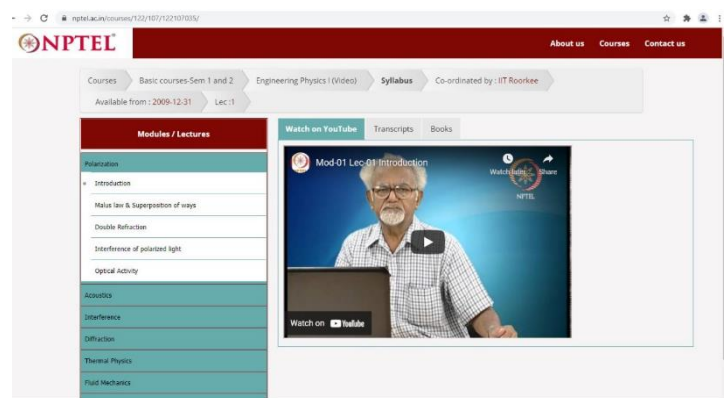 nptel.ac.in/courses/122/107/122107035/
NPTEL
About us Courses Contact us
Courses Basic courses-Sem 1 and 2 Engineering Physics I (Video) Syllabus Co-ordinated by : IIT Roorkee
Available from : 2009-12-31 Lec :1
Modules / Lectures
Watch on YouTube Transcripts Books
Polarization
Introduction
Malus law & Superposition of ways
Double Refraction
Interference of polarized light
Optical Activity
Acoustics
Interference
Diffraction
Thermal Physics
Fluid Mechanics
Mod-01 Lec-01 Introduction
Watch later Share
NPTEL
Watch on YouTube